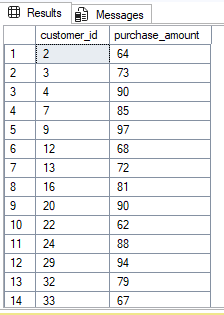 Results Messages
customer_id purchase_amount
1 2 64
2 3 73
3 4 90
4 7 85
5 9 97
6 12 68
7 13 72
8 16 81
9 20 90
10 22 62
11 24 88
12 29 94
13 32 79
14 33 67